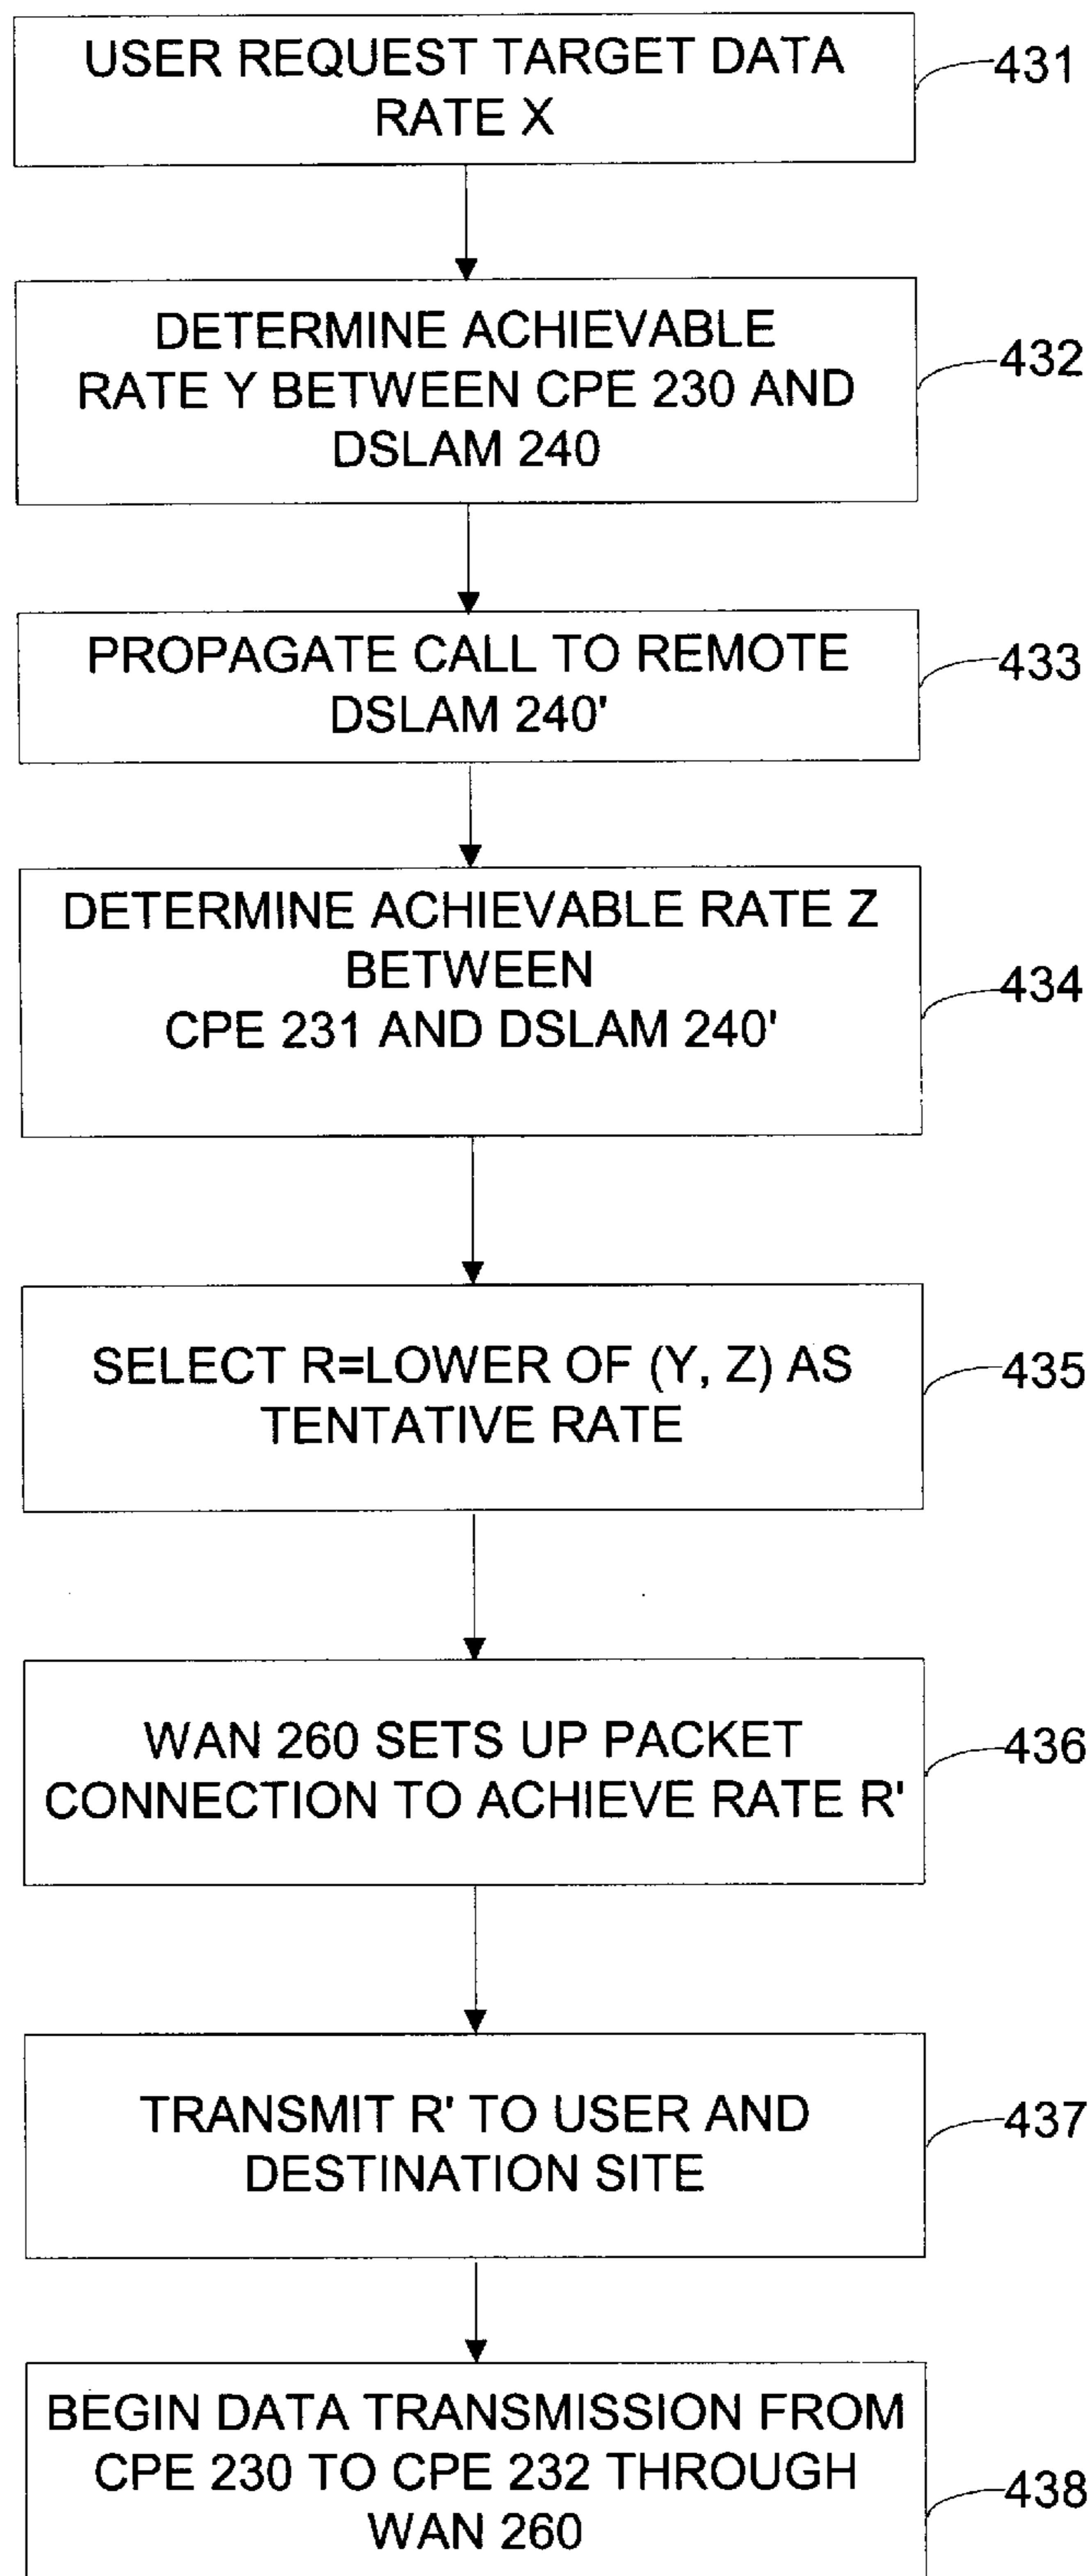 USER REQUEST TARGET DATA
RATE X
431
DETERMINE ACHIEVABLE
RATE Y BETWEEN CPE 230 AND
DSLAM 240
432
PROPAGATE CALL TO REMOTE
DSLAM 240'
433
DETERMINE ACHIEVABLE RATE Z
BETWEEN
CPE 231 AND DSLAM 240'
434
SELECT R=LOWER OF (Y, Z) AS
TENTATIVE RATE
435
WAN 260 SETS UP PACKET
CONNECTION TO ACHIEVE RATE R'
436
TRANSMIT R' TO USER AND
DESTINATION SITE
437
BEGIN DATA TRANSMISSION FROM
CPE 230 TO CPE 232 THROUGH
WAN 260
438